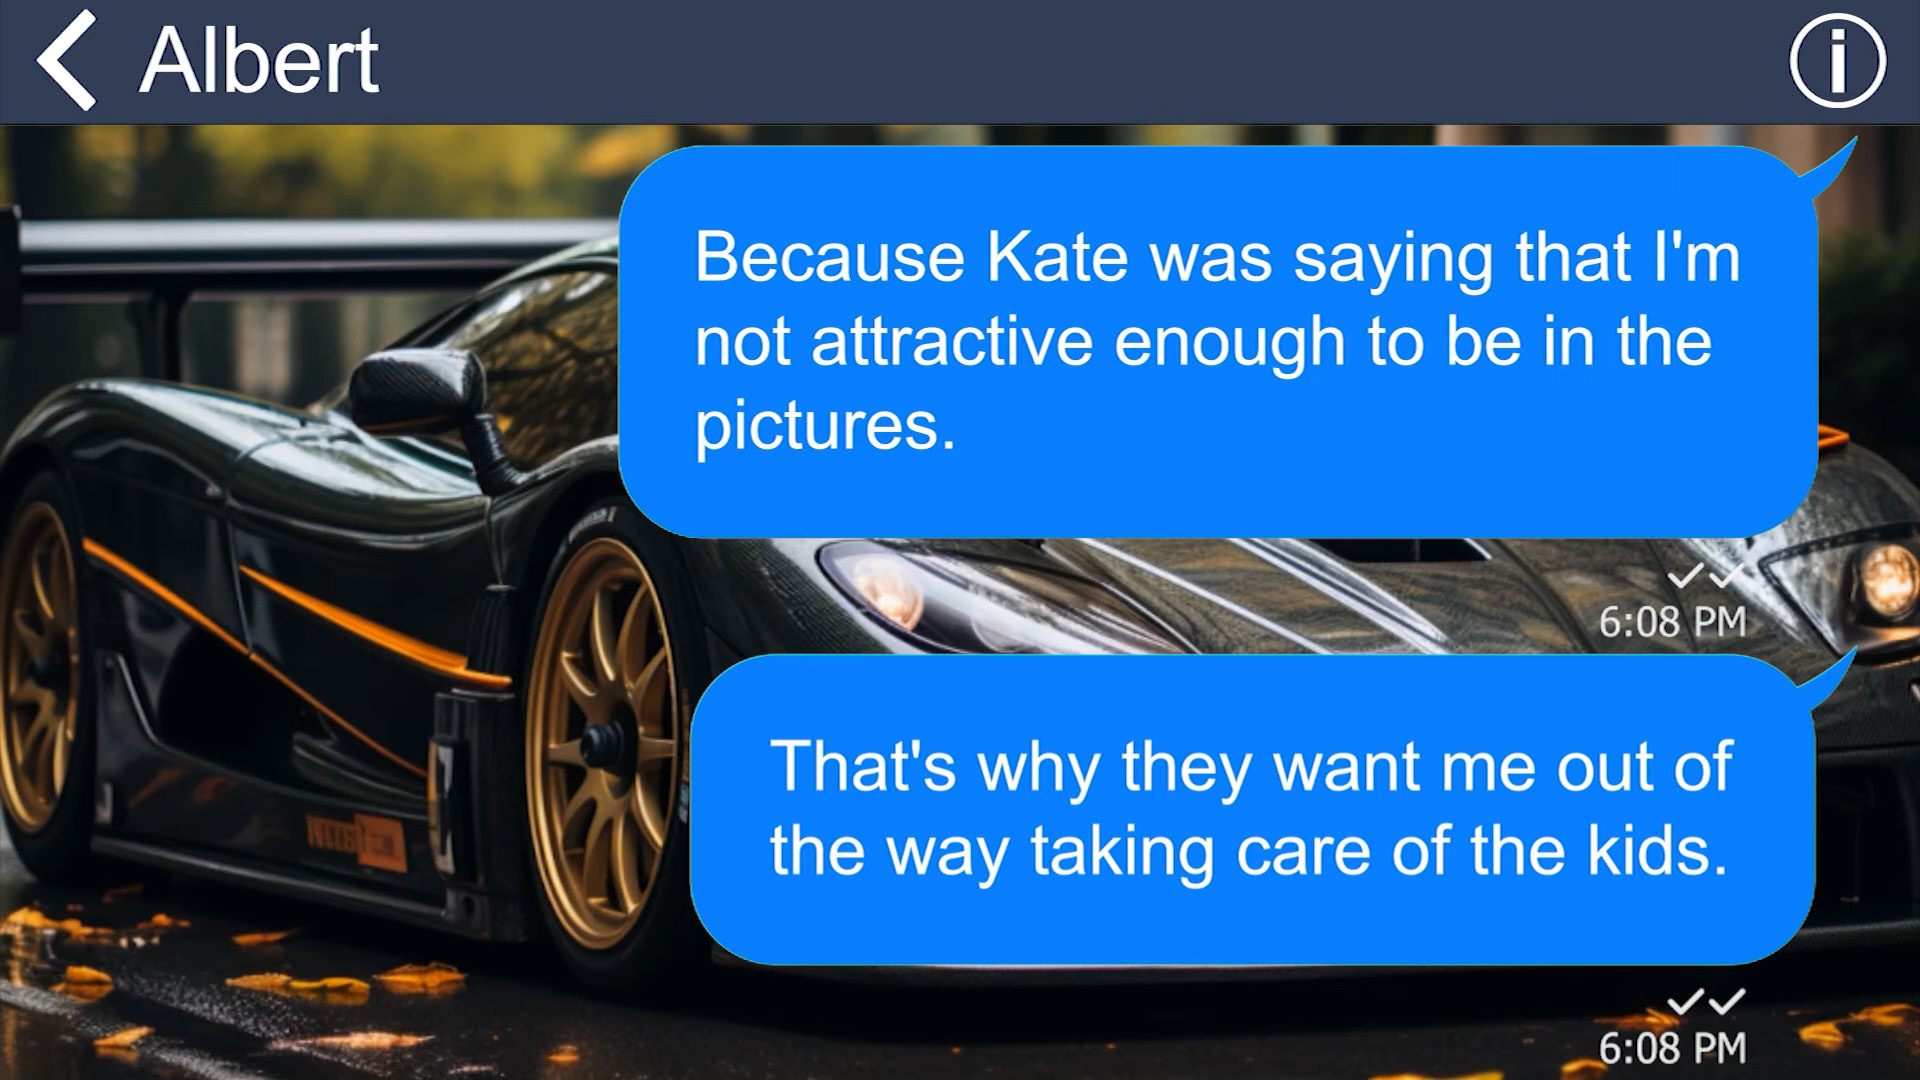 Albert
Because Kate was saying that I'm
not attractive enough to be in the
pictures.
6:08 PM
That's why they want me out of
the way taking care of the kids.
6:08 PM